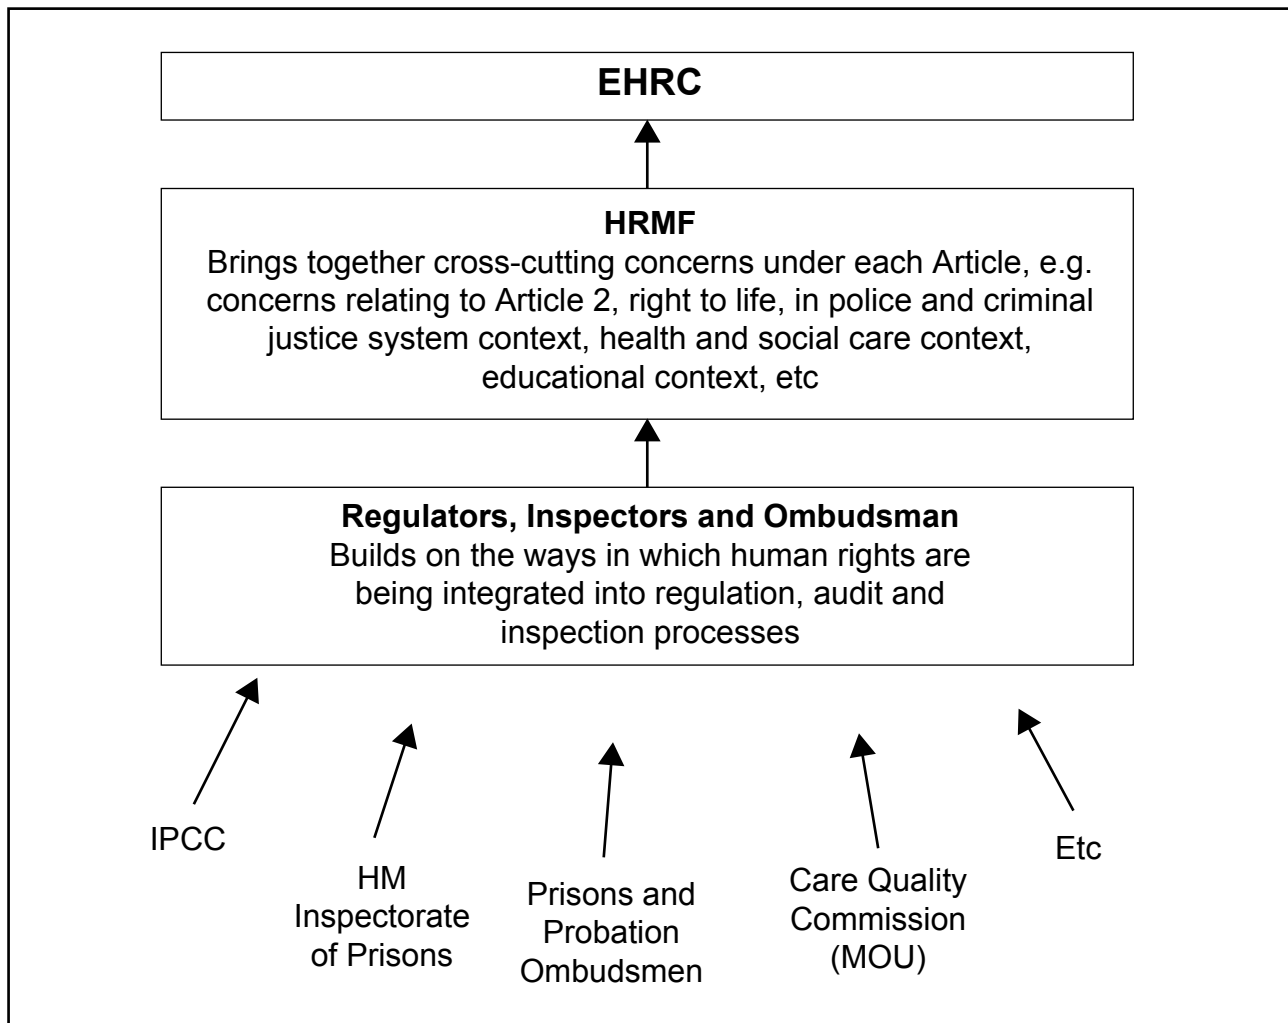 EHRC
HRMF
Brings together cross-cutting concerns under each Article, e.g.
concerns relating to Article 2, right to life, in police and criminal
justice system context, health and social care context,
educational context, etc
Regulators, Inspectors and Ombudsman
Builds on the ways in which human rights are
being integrated into regulation, audit and
inspection processes
IPCC
HM
Inspectorate
of Prisons
Prisons and
Probation
Ombudsmen
Care Quality
Commission
(MOU)
Etc